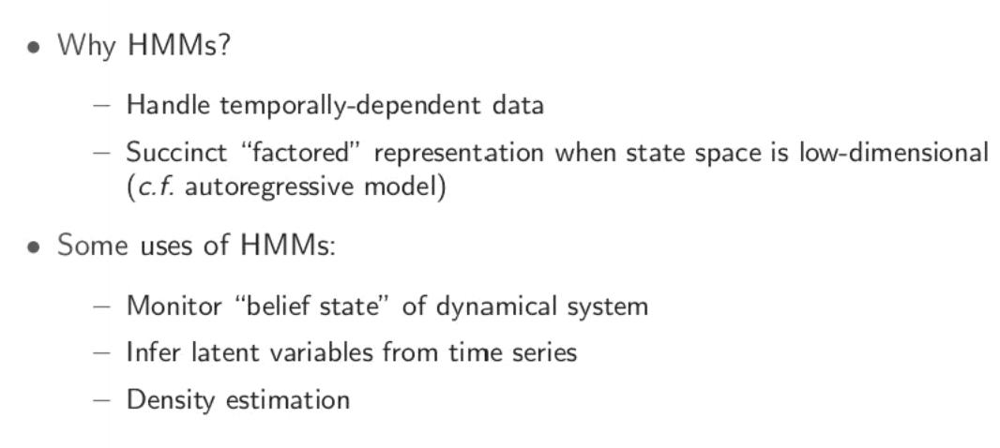 • Why HMMs?
– Handle temporally-dependent data
– Succinct “factored” representation when state space is low-dimensional
(c.f. autoregressive model)
• Some uses of HMMs:
– Monitor “belief state” of dynamical system
– Infer latent variables from time series
– Density estimation